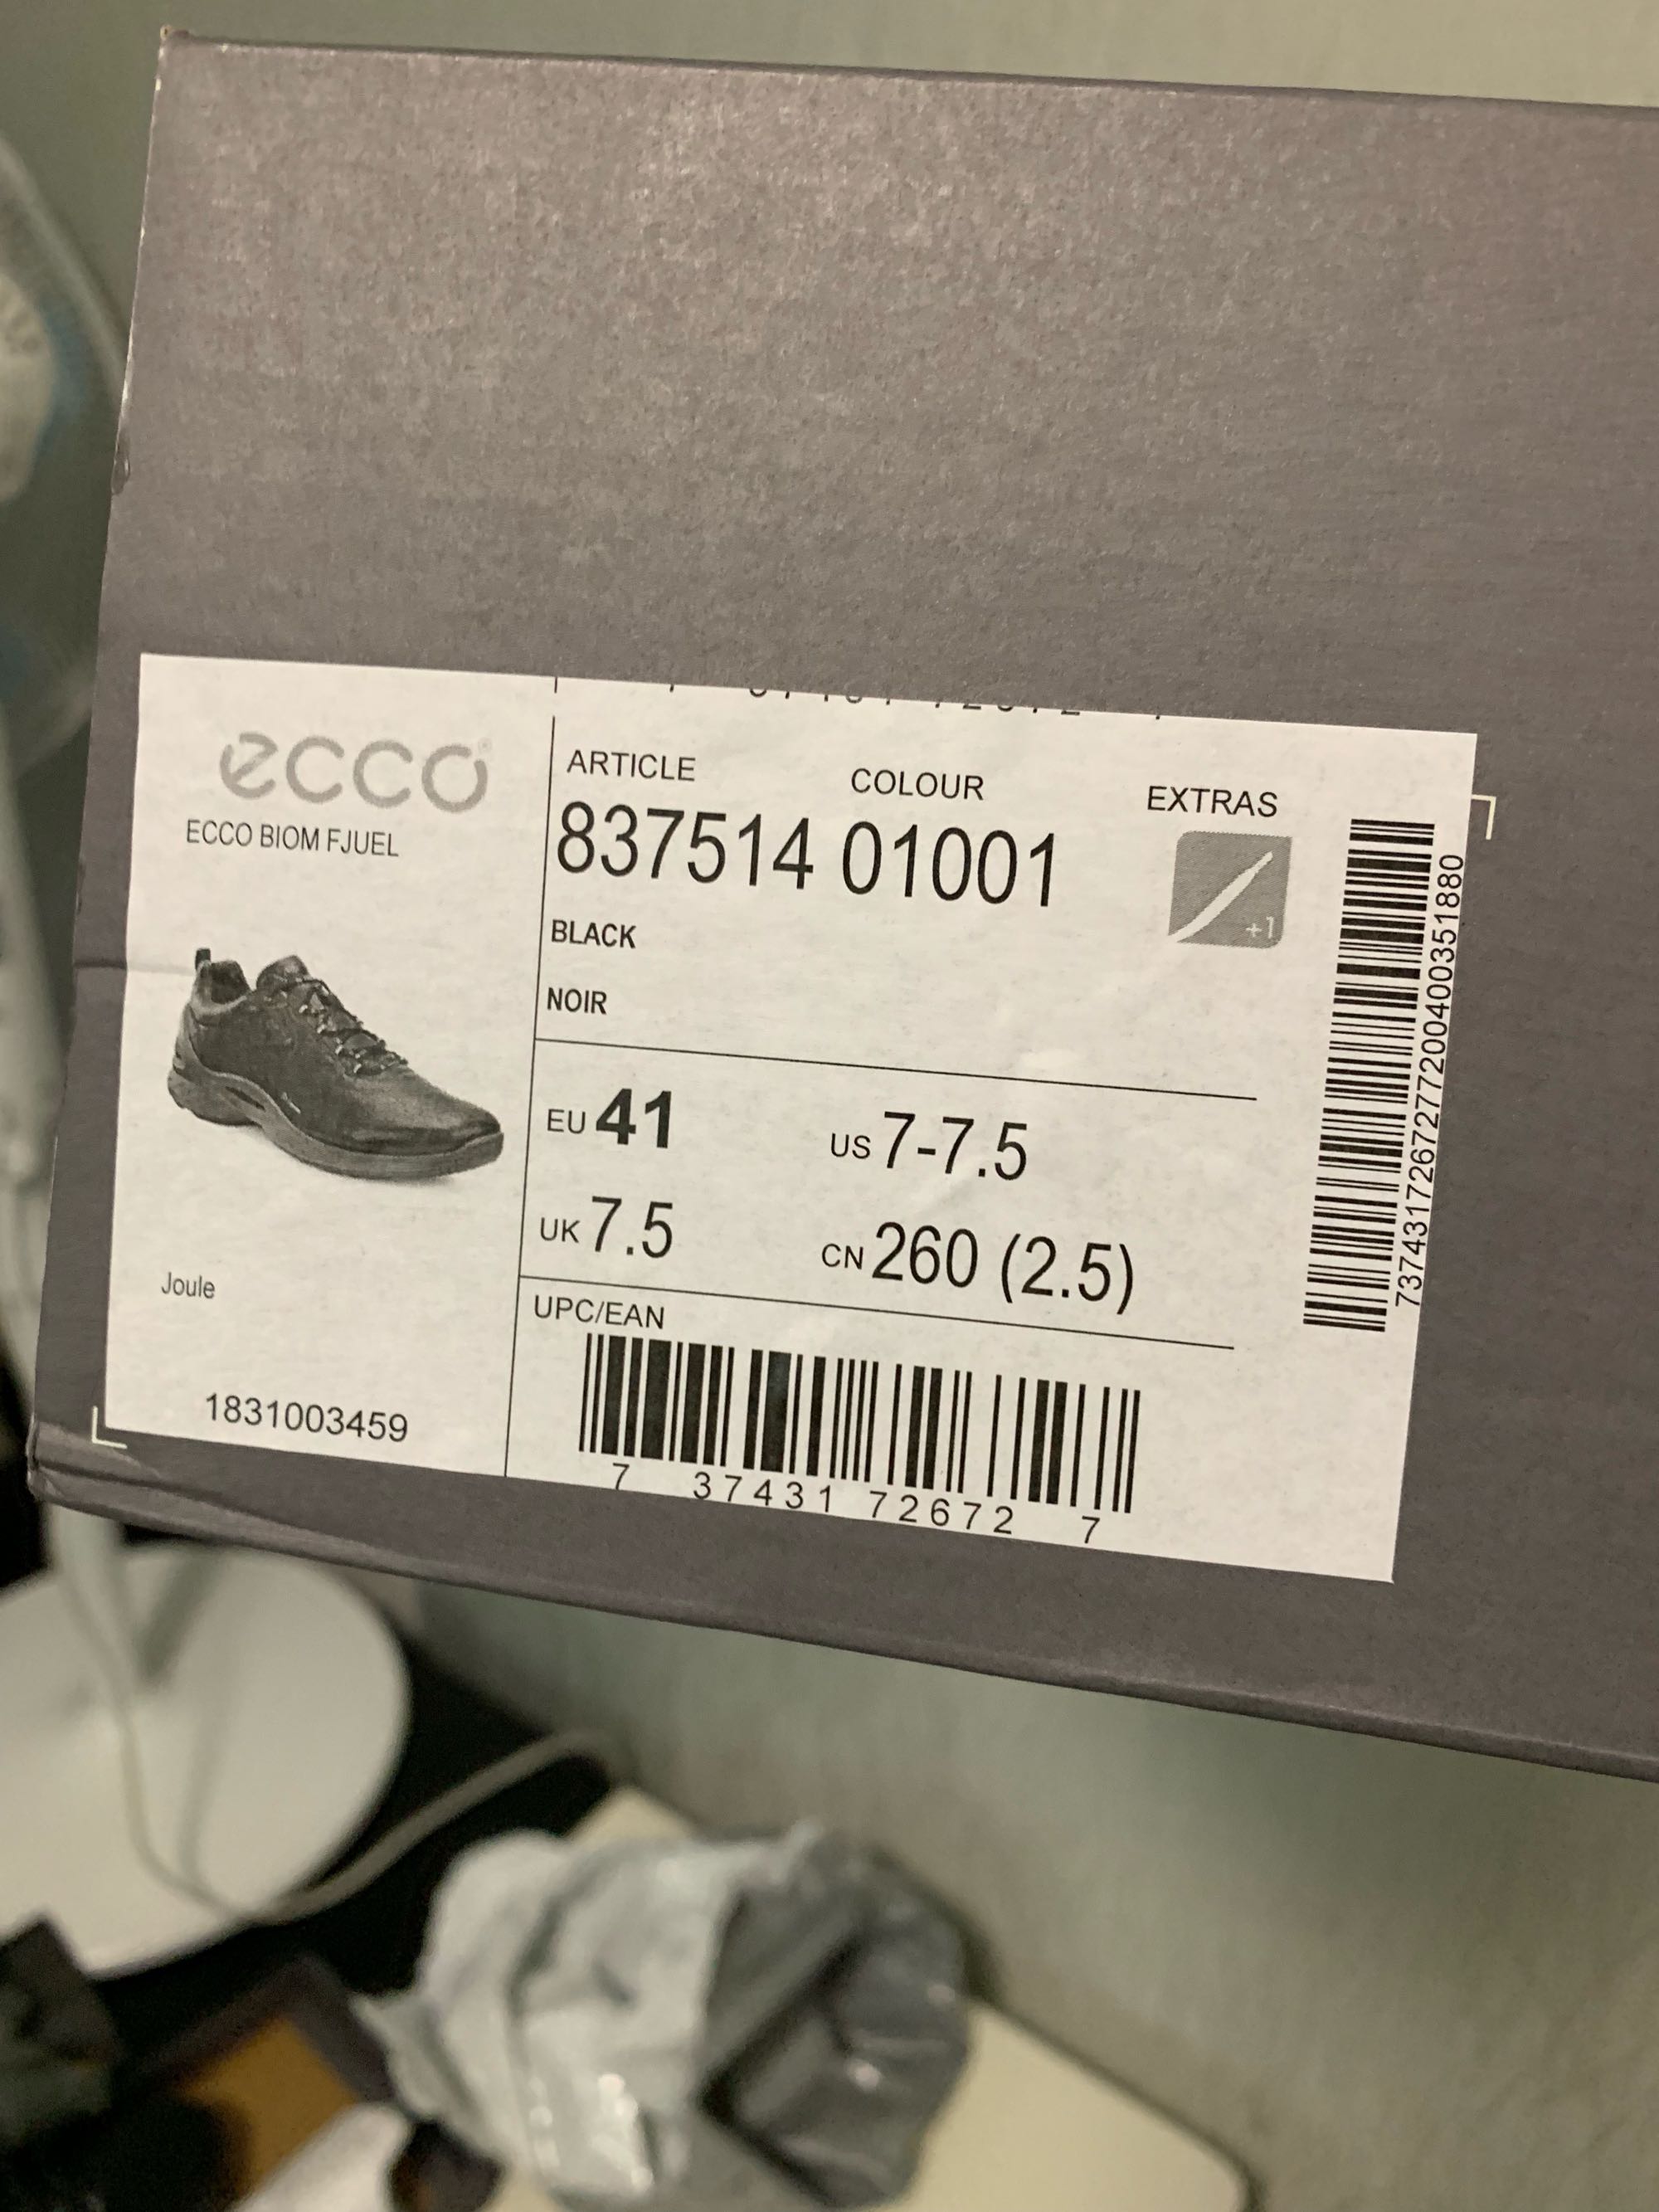 ecco®
ECCO BIOM FJUEL
Joule
1831003459
ARTICLE COLOUR EXTRAS
837514 01001
+1
BLACK
NOIR
EU 41 US 7-7.5
UK 7.5 CN 260 (2.5)
UPC/EAN
7 37431 72672 7
737431726727772004000351880